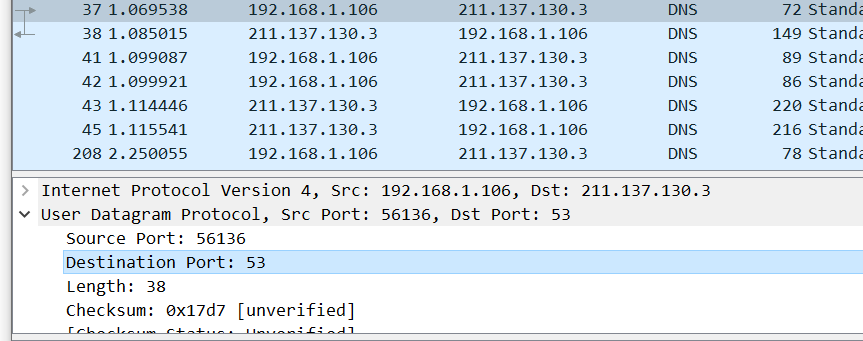 37 1.069538 192.168.1.106 211.137.130.3 DNS 72 Standa
38 1.085015 211.137.130.3 192.168.1.106 DNS 149 Standa
41 1.099087 192.168.1.106 211.137.130.3 DNS 89 Standa
42 1.099921 192.168.1.106 211.137.130.3 DNS 86 Standa
43 1.114446 211.137.130.3 192.168.1.106 DNS 220 Standa
45 1.115541 211.137.130.3 192.168.1.106 DNS 216 Standa
208 2.250055 192.168.1.106 211.137.130.3 DNS 78 Standa
Internet Protocol Version 4, Src: 192.168.1.106, Dst: 211.137.130.3
User Datagram Protocol, Src Port: 56136, Dst Port: 53
Source Port: 56136
Destination Port: 53
Length: 38
Checksum: 0x17d7 [unverified]
[Checksum Status: Unverified]